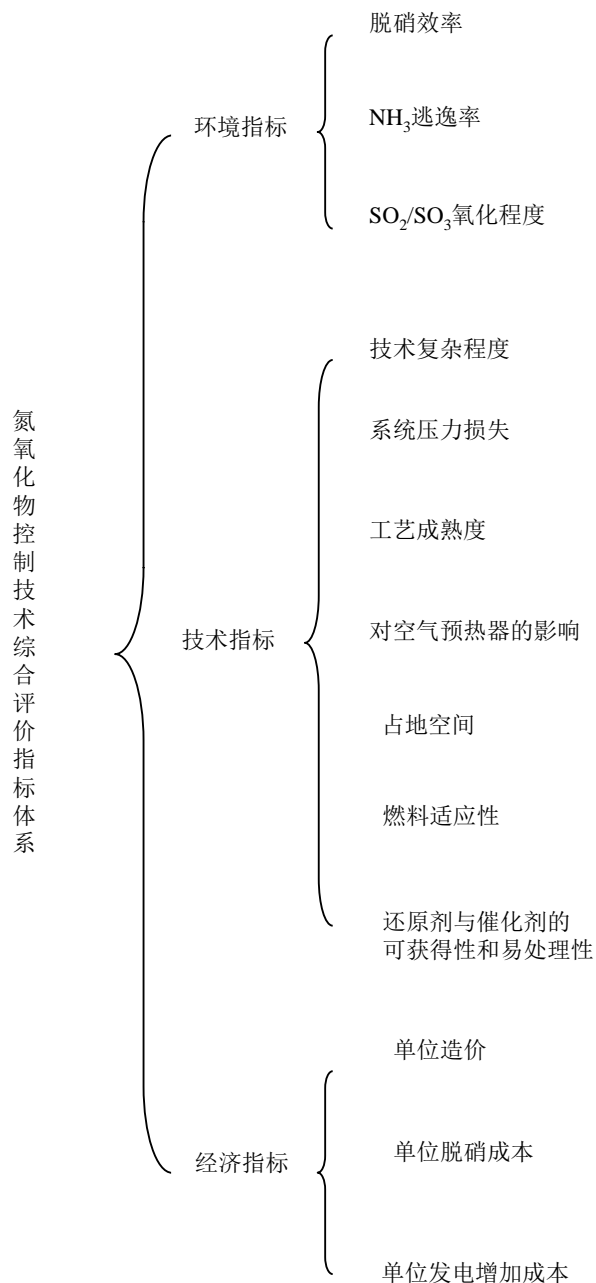 氮氧化物控制技术综合评价指标体系
环境指标
脱硝效率
NH₃逃逸率
SO₂/SO₃氧化程度
技术指标
技术复杂程度
系统压力损失
工艺成熟度
对空气预热器的影响
占地空间
燃料适应性
还原剂与催化剂的
可获得性和易处理性
经济指标
单位造价
单位脱硝成本
单位发电增加成本